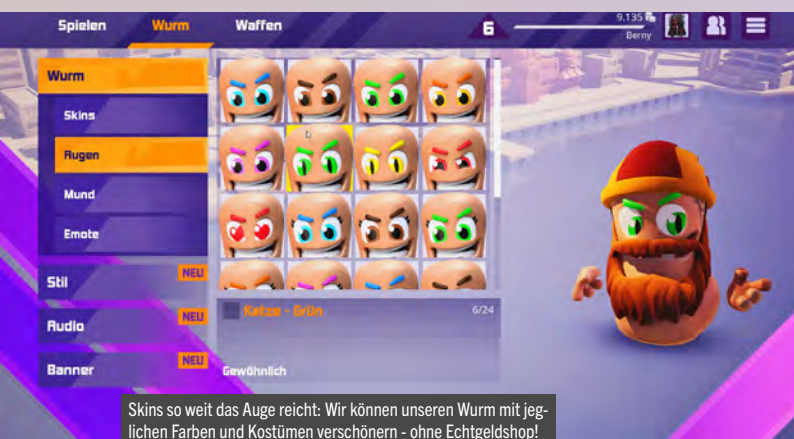 Spielen Wurm Waffen 6 9.135
Berny
Wurm
Skins
Augen
Mund
Emote
Stil NEU
Audio NEU
Banner NEU
Katze - Grün 6/24
Gewöhnlich
Skins so weit das Auge reicht: Wir können unseren Wurm mit jeg-
lichen Farben und Kostümen verschönern - ohne Echtgeldshop!